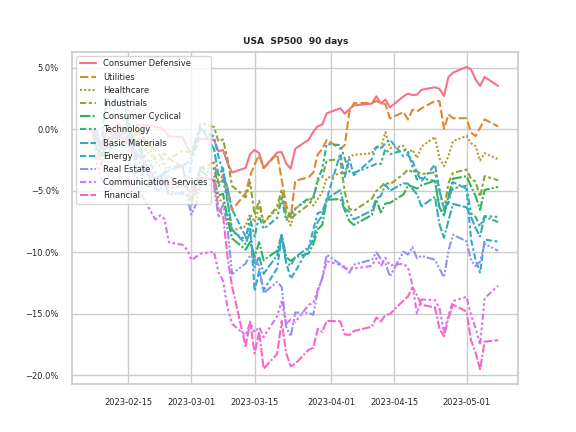 USA  SP500  90 days
5.0%
0.0%
−5.0%
−10.0%
−15.0%
−20.0%
Consumer Defensive
Utilities
Healthcare
Industrials
Consumer Cyclical
Technology
Basic Materials
Energy
Real Estate
Communication Services
Financial
2023-02-15
2023-03-01
2023-03-15
2023-04-01
2023-04-15
2023-05-01